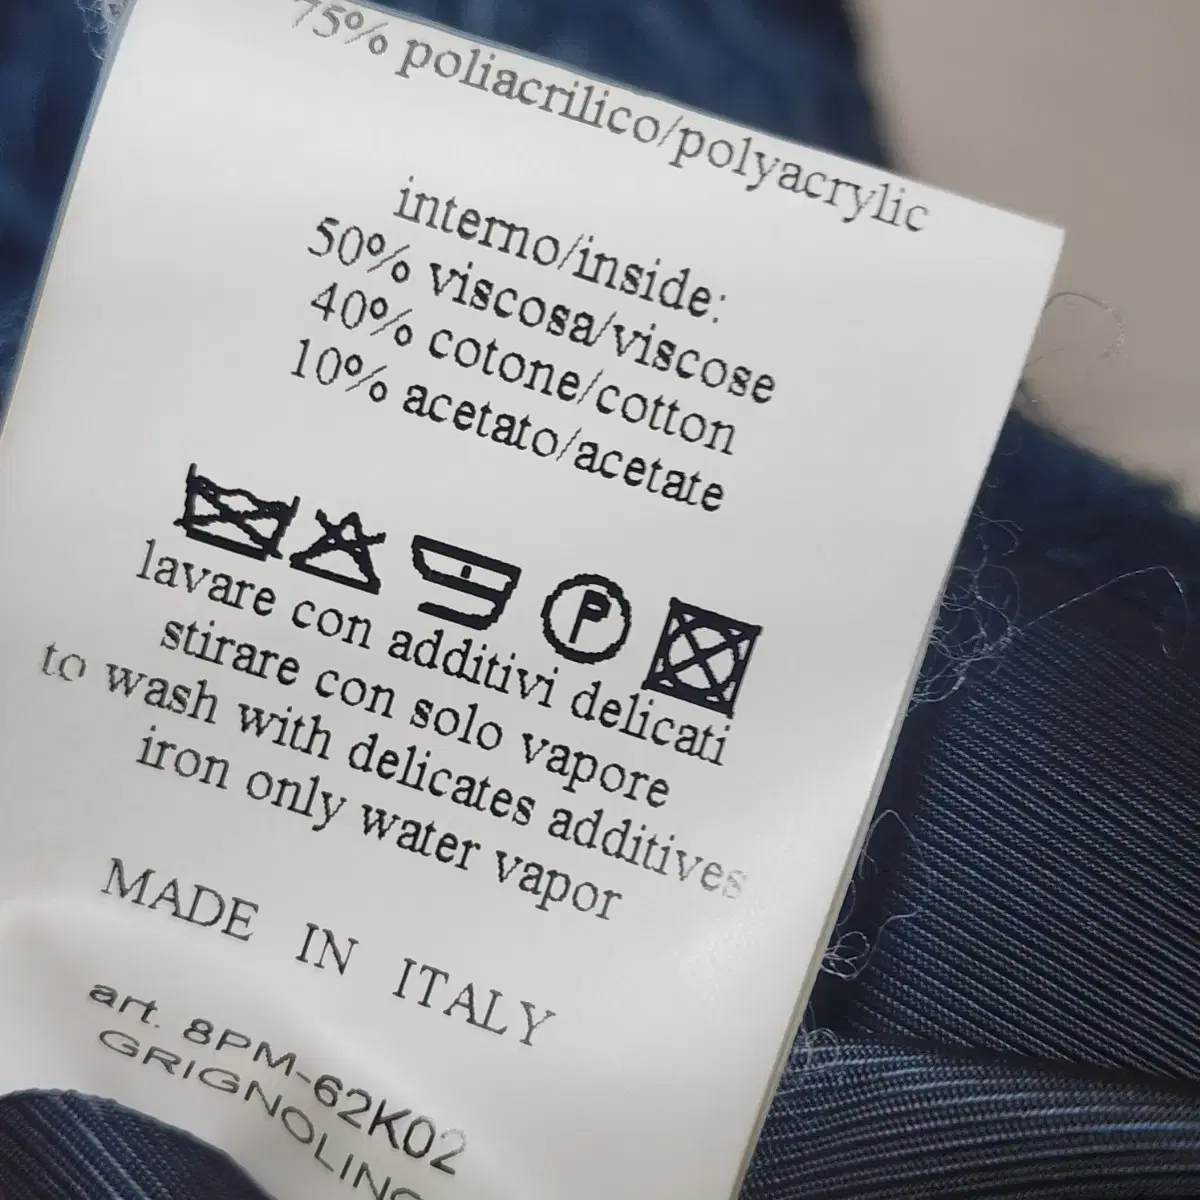 75% poliacrilico/polyacrylic
interno/inside:
50% viscosa/viscose
40% cotone/cotton
10% acetato/acetate
P
lavare con additivi delicati
stirare con solo vapore
to wash with delicates additives
iron only water vapor
MADE IN ITALY
art. 8PM-62K02